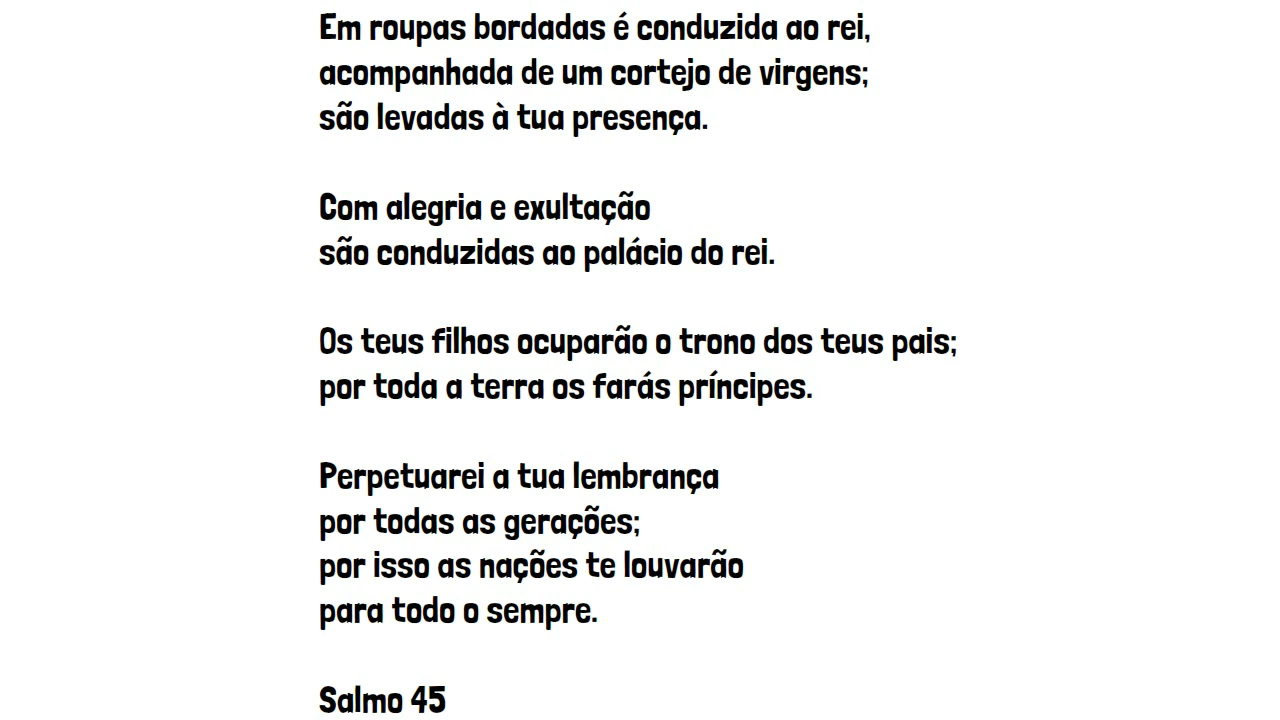 Em roupas bordadas é conduzida ao rei,
acompanhada de um cortejo de virgens;
são levadas à tua presença.
Com alegria e exultação
são conduzidas ao palácio do rei.
Os teus filhos ocuparão o trono dos teus pais;
por toda a terra os farás príncipes.
Perpetuarei a tua lembrança
por todas as gerações;
por isso as nações te louvarão
para todo o sempre.
Salmo 45